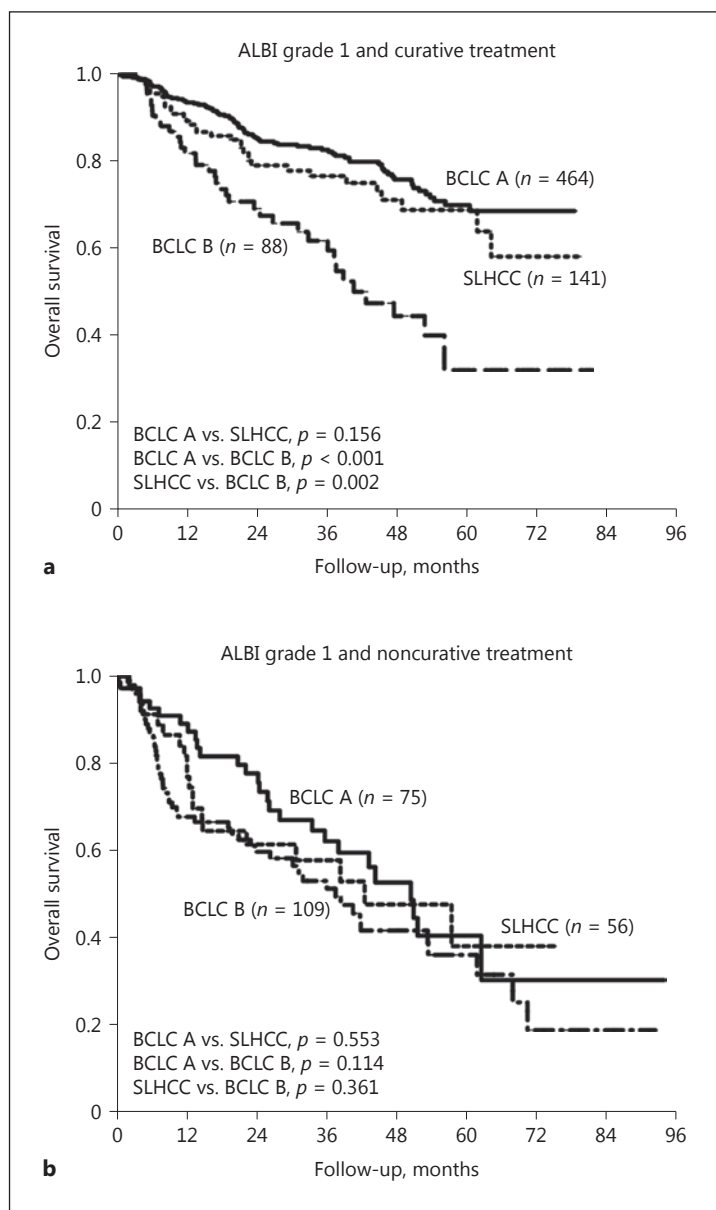 ALBI grade 1 and curative treatment
1.0
0.8
0.6
0.4
0.2
0
Overall survival
BCLC A (n = 464)
BCLC B (n = 88)
SLHCC (n = 141)
BCLC A vs. SLHCC, p = 0.156
BCLC A vs. BCLC B, p < 0.001
SLHCC vs. BCLC B, p = 0.002
0 12 24 36 48 60 72 84 96
a
Follow-up, months
ALBI grade 1 and noncurative treatment
1.0
0.8
0.6
0.4
0.2
0
Overall survival
BCLC A (n = 75)
BCLC B (n = 109)
SLHCC (n = 56)
BCLC A vs. SLHCC, p = 0.553
BCLC A vs. BCLC B, p = 0.114
SLHCC vs. BCLC B, p = 0.361
0 12 24 36 48 60 72 84 96
b
Follow-up, months